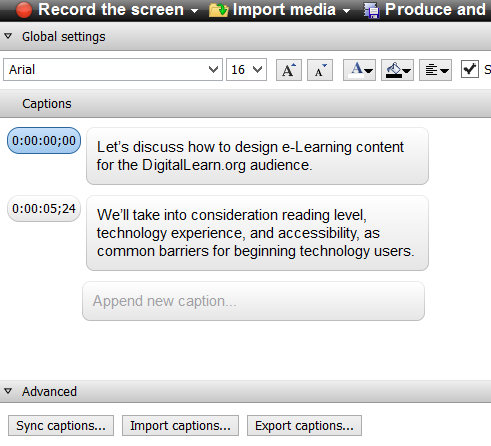 Record the screen Import media Produce and
Global settings
Arial 16 A A A S
Captions
0:00:00;00 Let's discuss how to design e-Learning content
for the DigitalLearn.org audience.
0:00:05;24 We'll take into consideration reading level,
technology experience, and accessibility, as
common barriers for beginning technology users.
Append new caption...
Advanced
Sync captions... Import captions... Export captions...